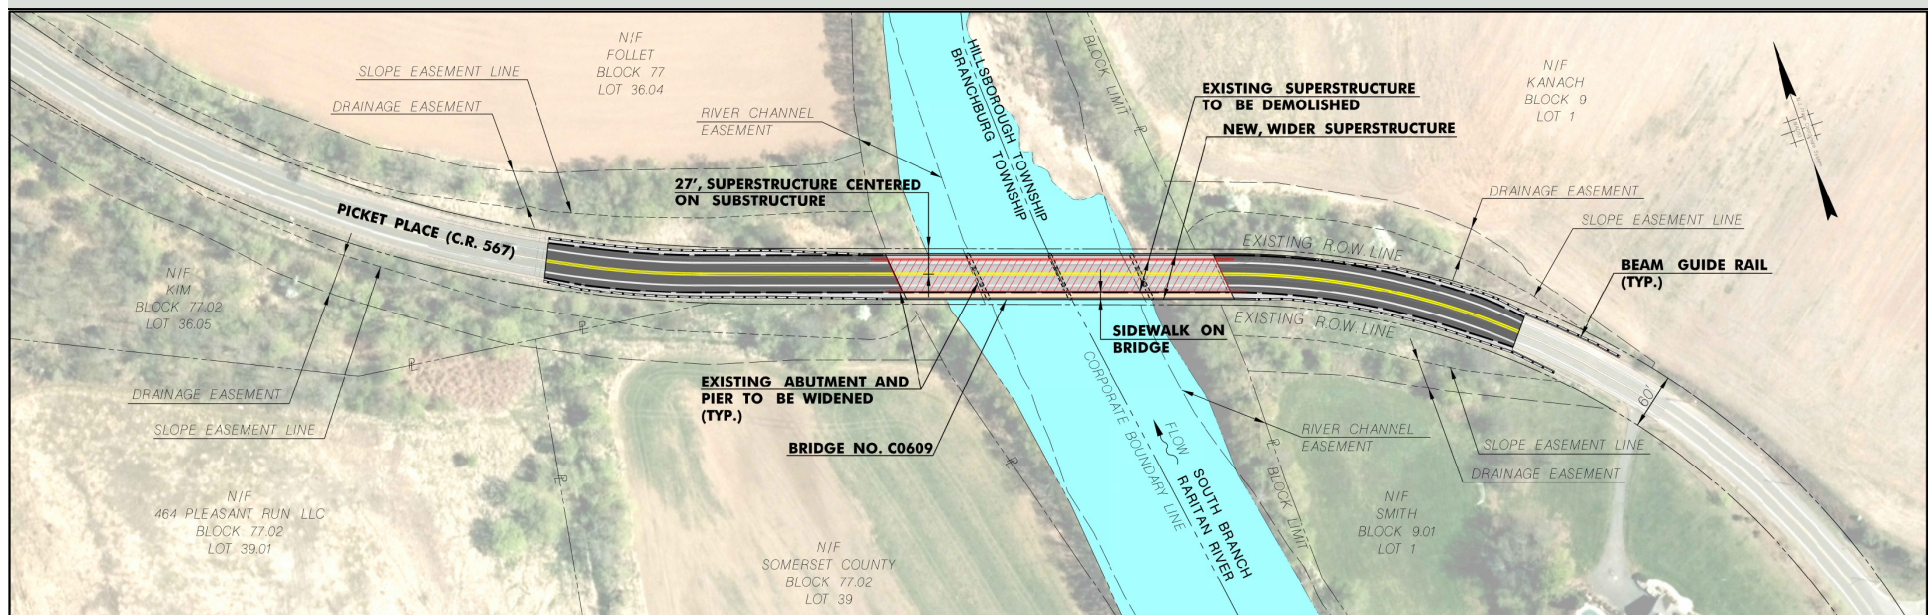 N/F
FOLLET
BLOCK 77
LOT 36.04
SLOPE EASEMENT LINE
DRAINAGE EASEMENT
RIVER CHANNEL
EASEMENT
HILLSBOROUGH TOWNSHIP
BRANCHBURG TOWNSHIP
BLOCK LIMIT
PL
EXISTING SUPERSTRUCTURE
TO BE DEMOLISHED
NEW, WIDER SUPERSTRUCTURE
N/F
KANACH
BLOCK 9
LOT 1
27', SUPERSTRUCTURE CENTERED
ON SUBSTRUCTURE
DRAINAGE EASEMENT
SLOPE EASEMENT LINE
PICKET PLACE (C.R. 567)
EXISTING R.O.W. LINE
BEAM GUIDE RAIL
(TYP.)
N/F
KIM
BLOCK 77.02
LOT 36.05
EXISTING R.O.W. LINE
SIDEWALK ON
BRIDGE
PL
PL
EXISTING ABUTMENT AND
PIER TO BE WIDENED
(TYP.)
CORPORATE BOUNDARY LINE
60'
DRAINAGE EASEMENT
SLOPE EASEMENT LINE
BRIDGE NO. C0609
FLOW
RIVER CHANNEL
EASEMENT
SLOPE EASEMENT LINE
DRAINAGE EASEMENT
PL
PL
PL
BLOCK LIMIT
SOUTH BRANCH
RARITAN RIVER
N/F
464 PLEASANT RUN LLC
BLOCK 77.02
LOT 39.01
N/F
SMITH
BLOCK 9.01
LOT 1
N/F
SOMERSET COUNTY
BLOCK 77.02
LOT 39